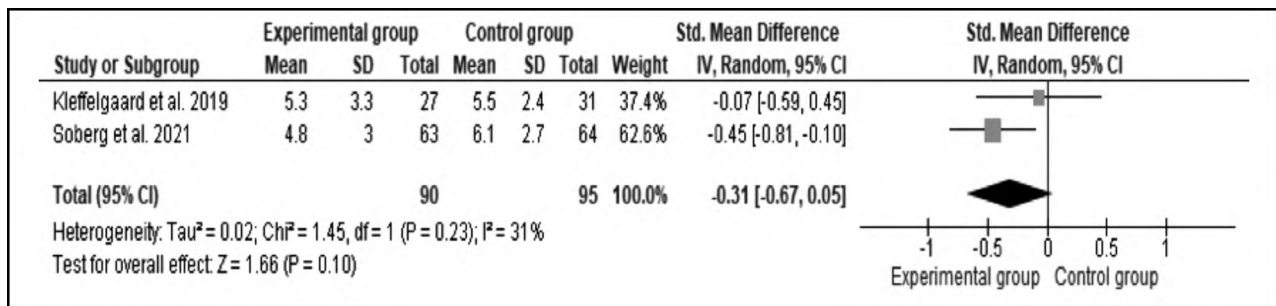 Experimental group Control group Std. Mean Difference Std. Mean Difference
Study or Subgroup Mean SD Total Mean SD Total Weight IV, Random, 95% CI IV, Random, 95% CI
Kleffelgaard et al. 2019 5.3 3.3 27 5.5 2.4 31 37.4% -0.07 [-0.59, 0.45]
Soberg et al. 2021 4.8 3 63 6.1 2.7 64 62.6% -0.45 [-0.81, -0.10]
Total (95% CI) 90 95 100.0% -0.31 [-0.67, 0.05]
Heterogeneity: Tau² = 0.02; Chi² = 1.45, df = 1 (P = 0.23); I² = 31%
Test for overall effect: Z = 1.66 (P = 0.10)
-1 -0.5 0 0.5 1
Experimental group Control group